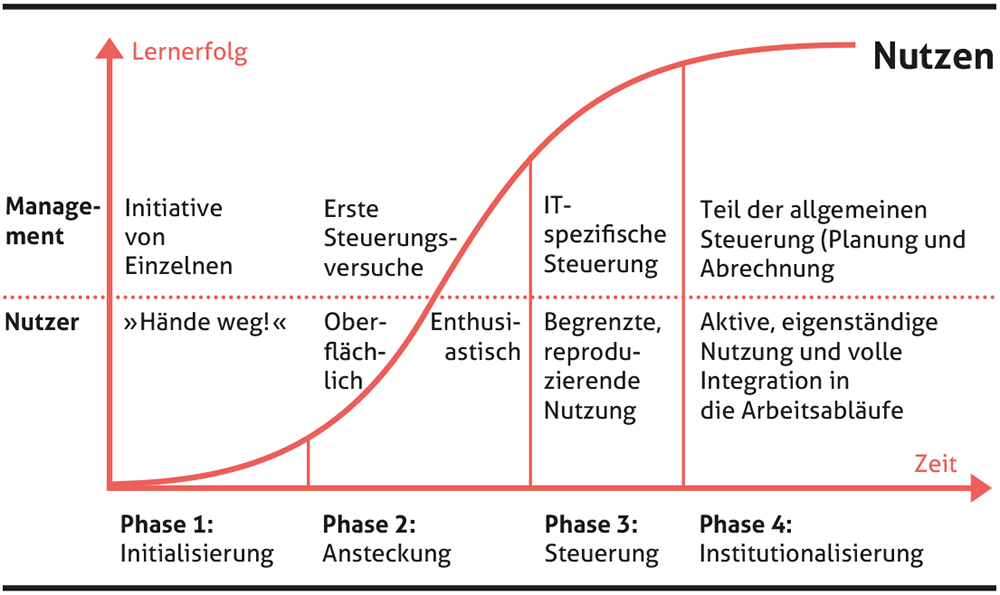 Lernerfolg
Nutzen
Manage-
ment
Initiative
von
Einzelnen
Erste
Steuerungs-
versuche
IT-
spezifische
Steuerung
Teil der allgemeinen
Steuerung (Planung und
Abrechnung
Nutzer
»Hände weg!«
Ober-
fläch-
lich
Enthusi-
astisch
Begrenzte,
reprodu-
zierende
Nutzung
Aktive, eigenständige
Nutzung und volle
Integration in
die Arbeitsabläufe
Zeit
Phase 1:
Initialisierung
Phase 2:
Ansteckung
Phase 3:
Steuerung
Phase 4:
Institutionalisierung